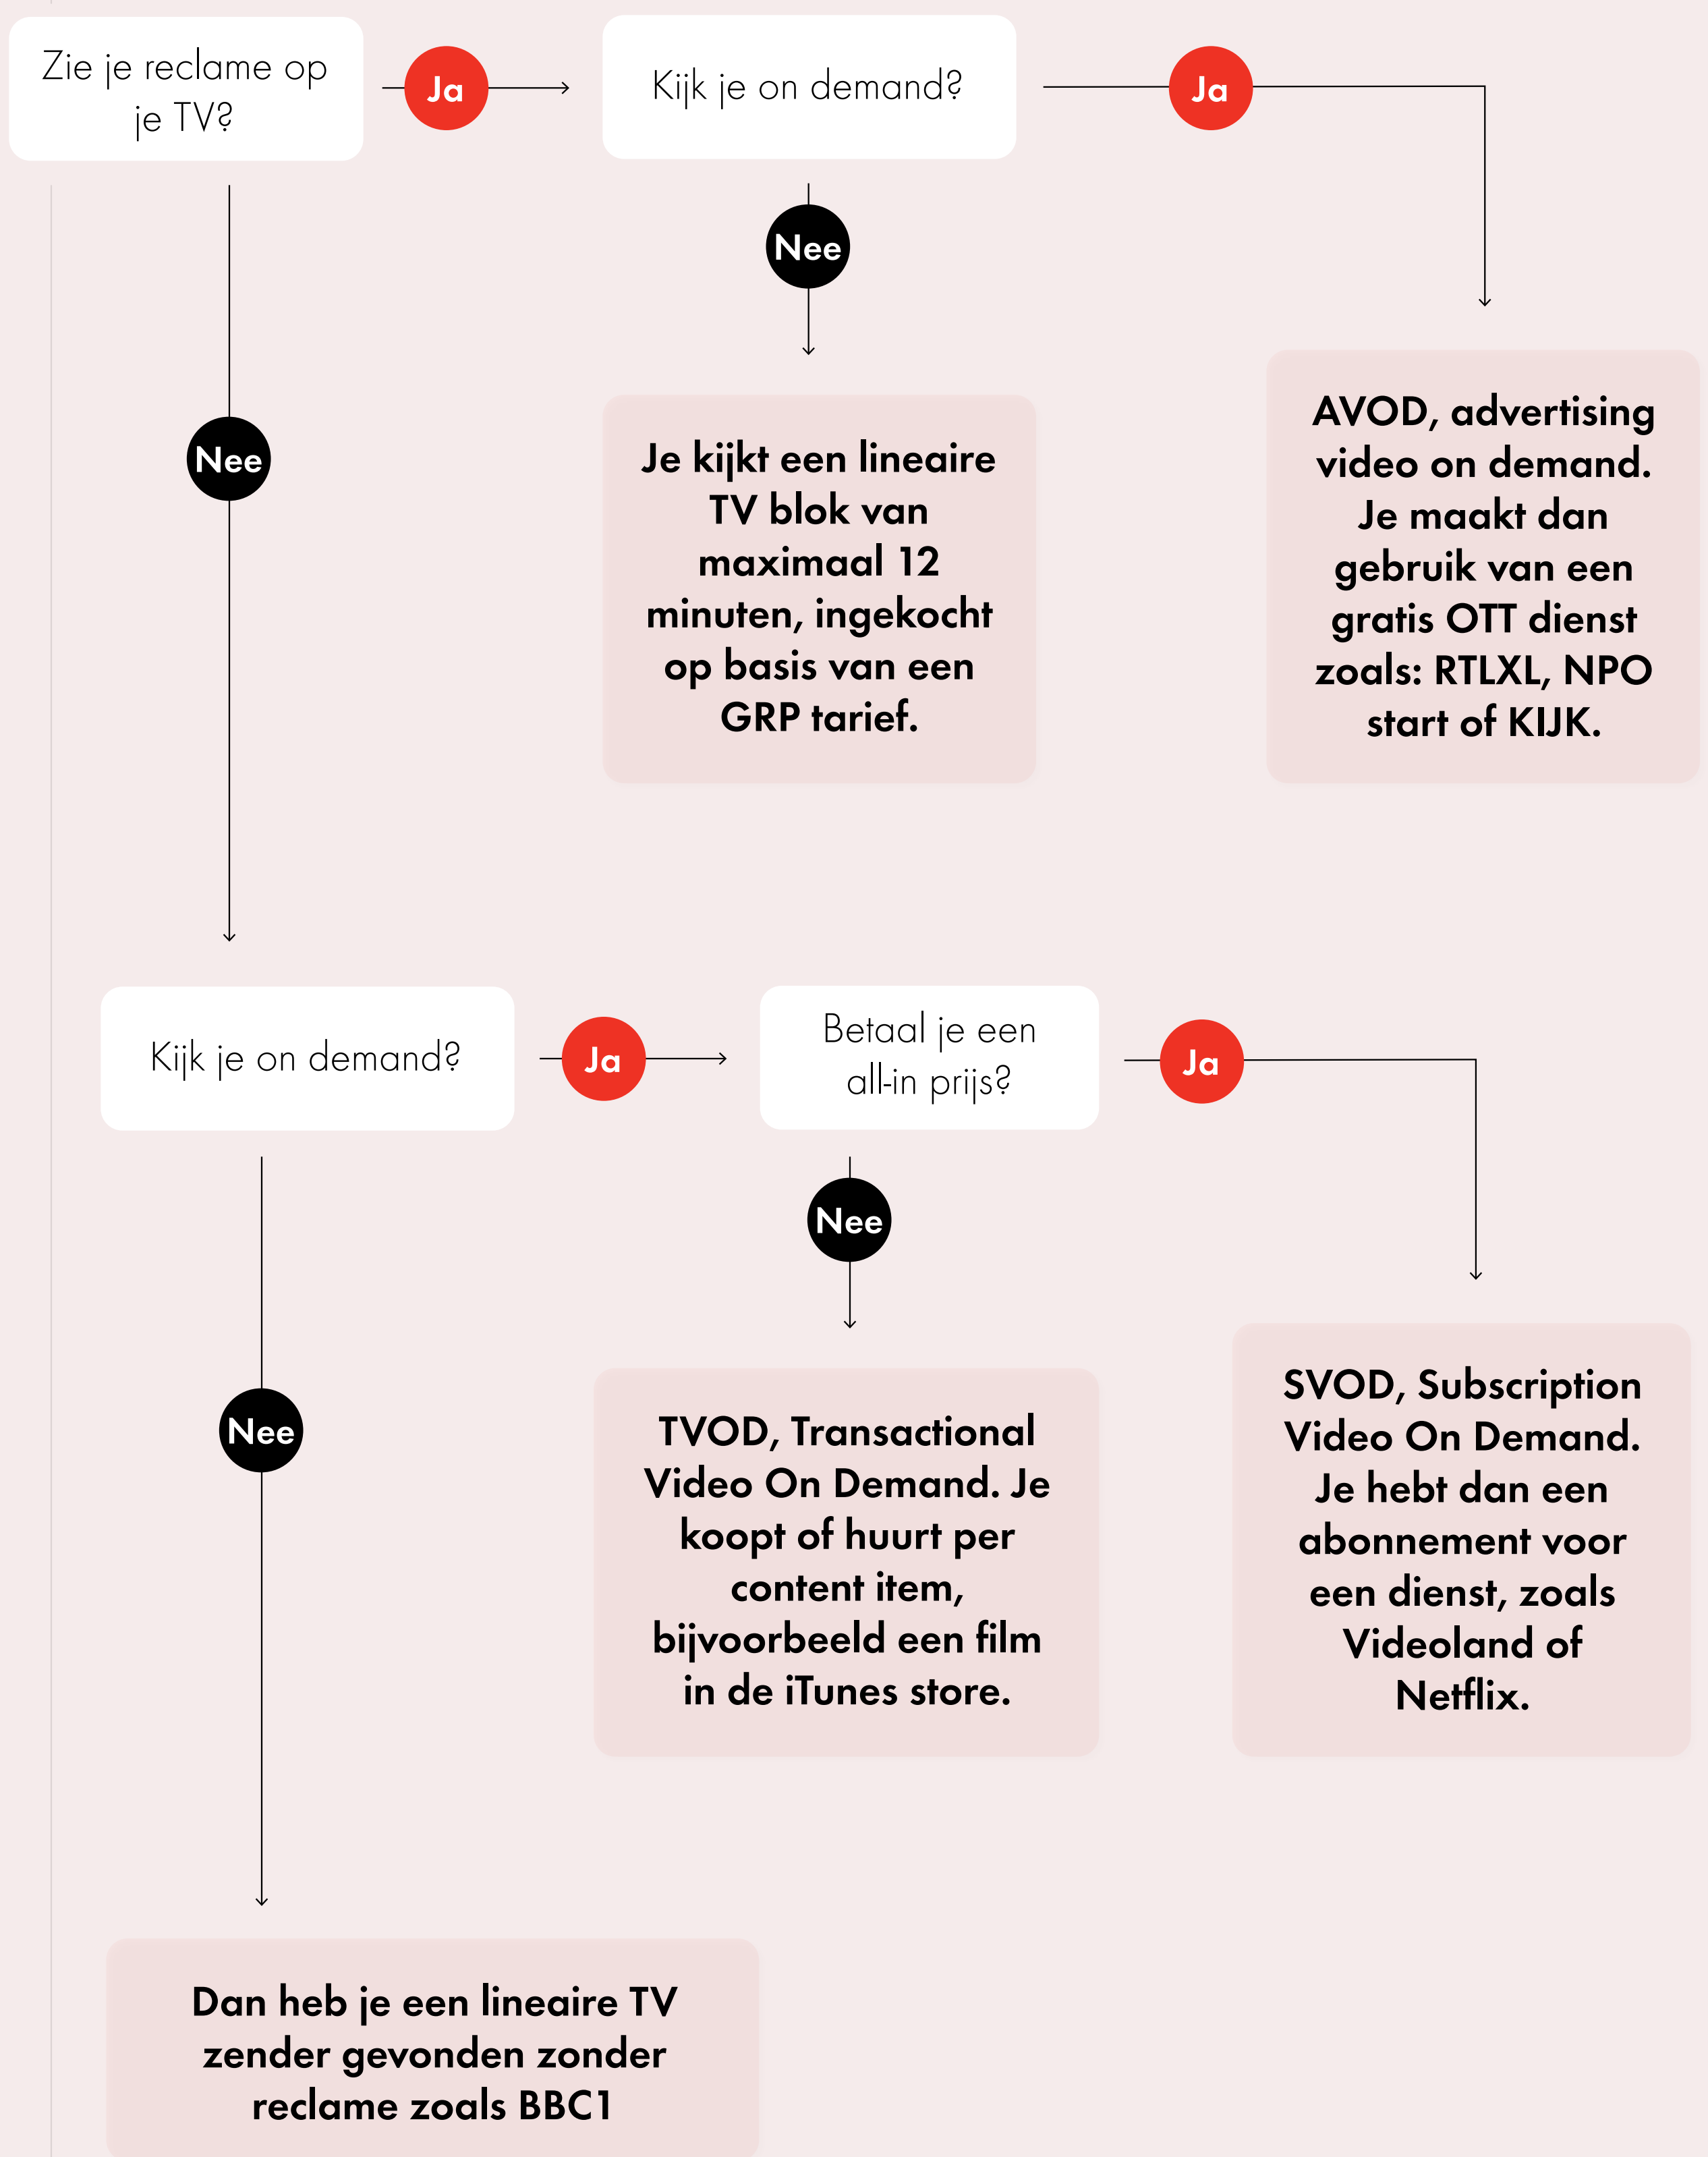 Zie je reclame op
je TV?
Ja
Kijk je on demand?
Ja
Nee
Nee
Je kijkt een lineaire
TV blok van
maximaal 12
minuten, ingekocht
op basis van een
GRP tarief.
AVOD, advertising
video on demand.
Je maakt dan
gebruik van een
gratis OTT dienst
zoals: RTLXL, NPO
start of KIJK.
Kijk je on demand?
Ja
Betaal je een
all-in prijs?
Ja
Nee
Nee
TVOD, Transactional
Video On Demand. Je
koopt of huurt per
content item,
bijvoorbeeld een film
in de iTunes store.
SVOD, Subscription
Video On Demand.
Je hebt dan een
abonnement voor
een dienst, zoals
Videoland of
Netflix.
Dan heb je een lineaire TV
zender gevonden zonder
reclame zoals BBC1